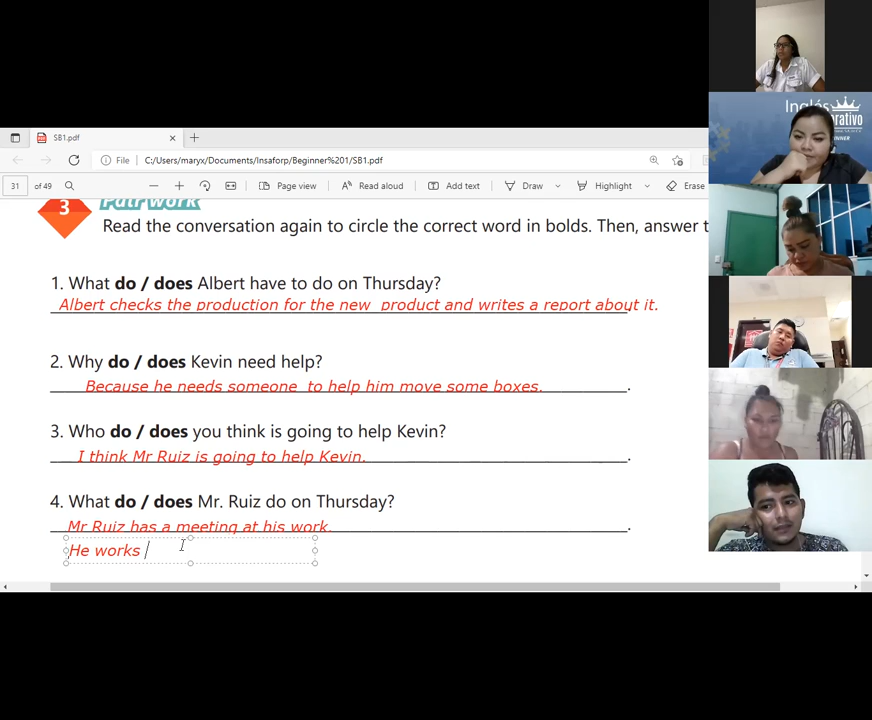 Inglés
orativo
NNER
SB1.pdf
File C:/Users/maryx/Documents/Insaforp/Beginner%201/SB1.pdf
31 of 49 Page view Read aloud Add text Draw Highlight Erase
3 Pair work
Read the conversation again to circle the correct word in bolds. Then, answer t
1. What do / does Albert have to do on Thursday?
Albert checks the production for the new product and writes a report about it.
2. Why do / does Kevin need help?
Because he needs someone to help him move some boxes.
3. Who do / does you think is going to help Kevin?
I think Mr Ruiz is going to help Kevin.
4. What do / does Mr. Ruiz do on Thursday?
Mr Ruiz has a meeting at his work.
He works